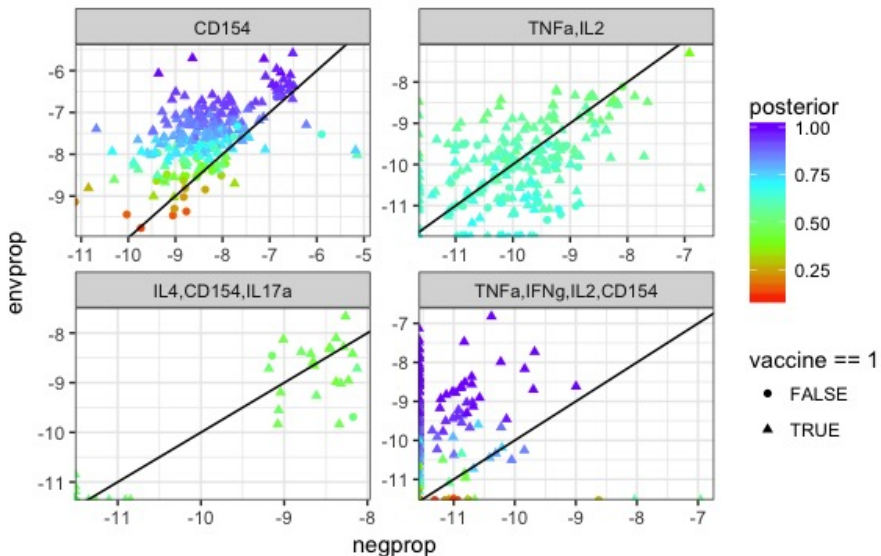 CD154
TNFa,IL2
-6
-7
-8
-9
-11 -10 -9 -8 -7 -6 -5
-8
-9
-10
-11
-11 -10 -9 -8 -7
IL4,CD154,IL17a
TNFa,IFNg,IL2,CD154
-8
-9
-10
-11
-11 -10 -9 -8
-7
-8
-9
-10
-11
-11 -10 -9 -8 -7
envprop
negprop
posterior
1.00
0.75
0.50
0.25
vaccine == 1
FALSE
TRUE